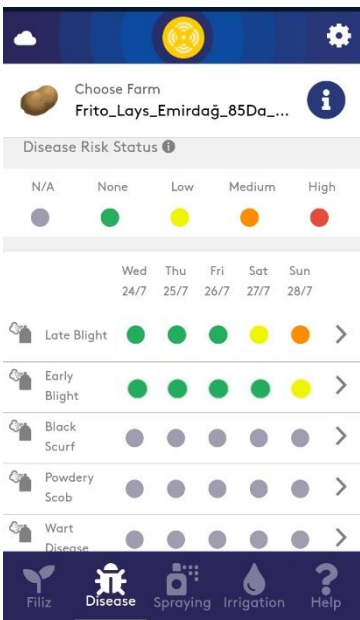 Choose Farm
Frito_Lays_Emirdağ_85Da_...
Disease Risk Status
N/A None Low Medium High
Wed Thu Fri Sat Sun
24/7 25/7 26/7 27/7 28/7
Late Blight
Early
Blight
Black
Scurf
Powdery
Scob
Wart
Disease
Filiz Disease Spraying Irrigation Help